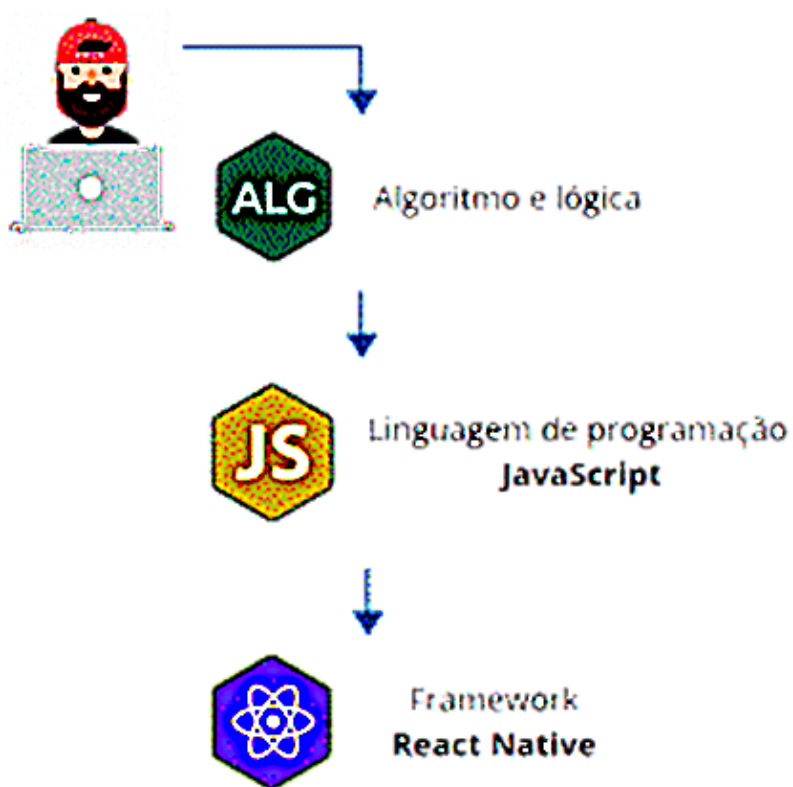 ALG
Algoritmo e lógica
JS
Linguagem de programação
JavaScript
Framework
React Native